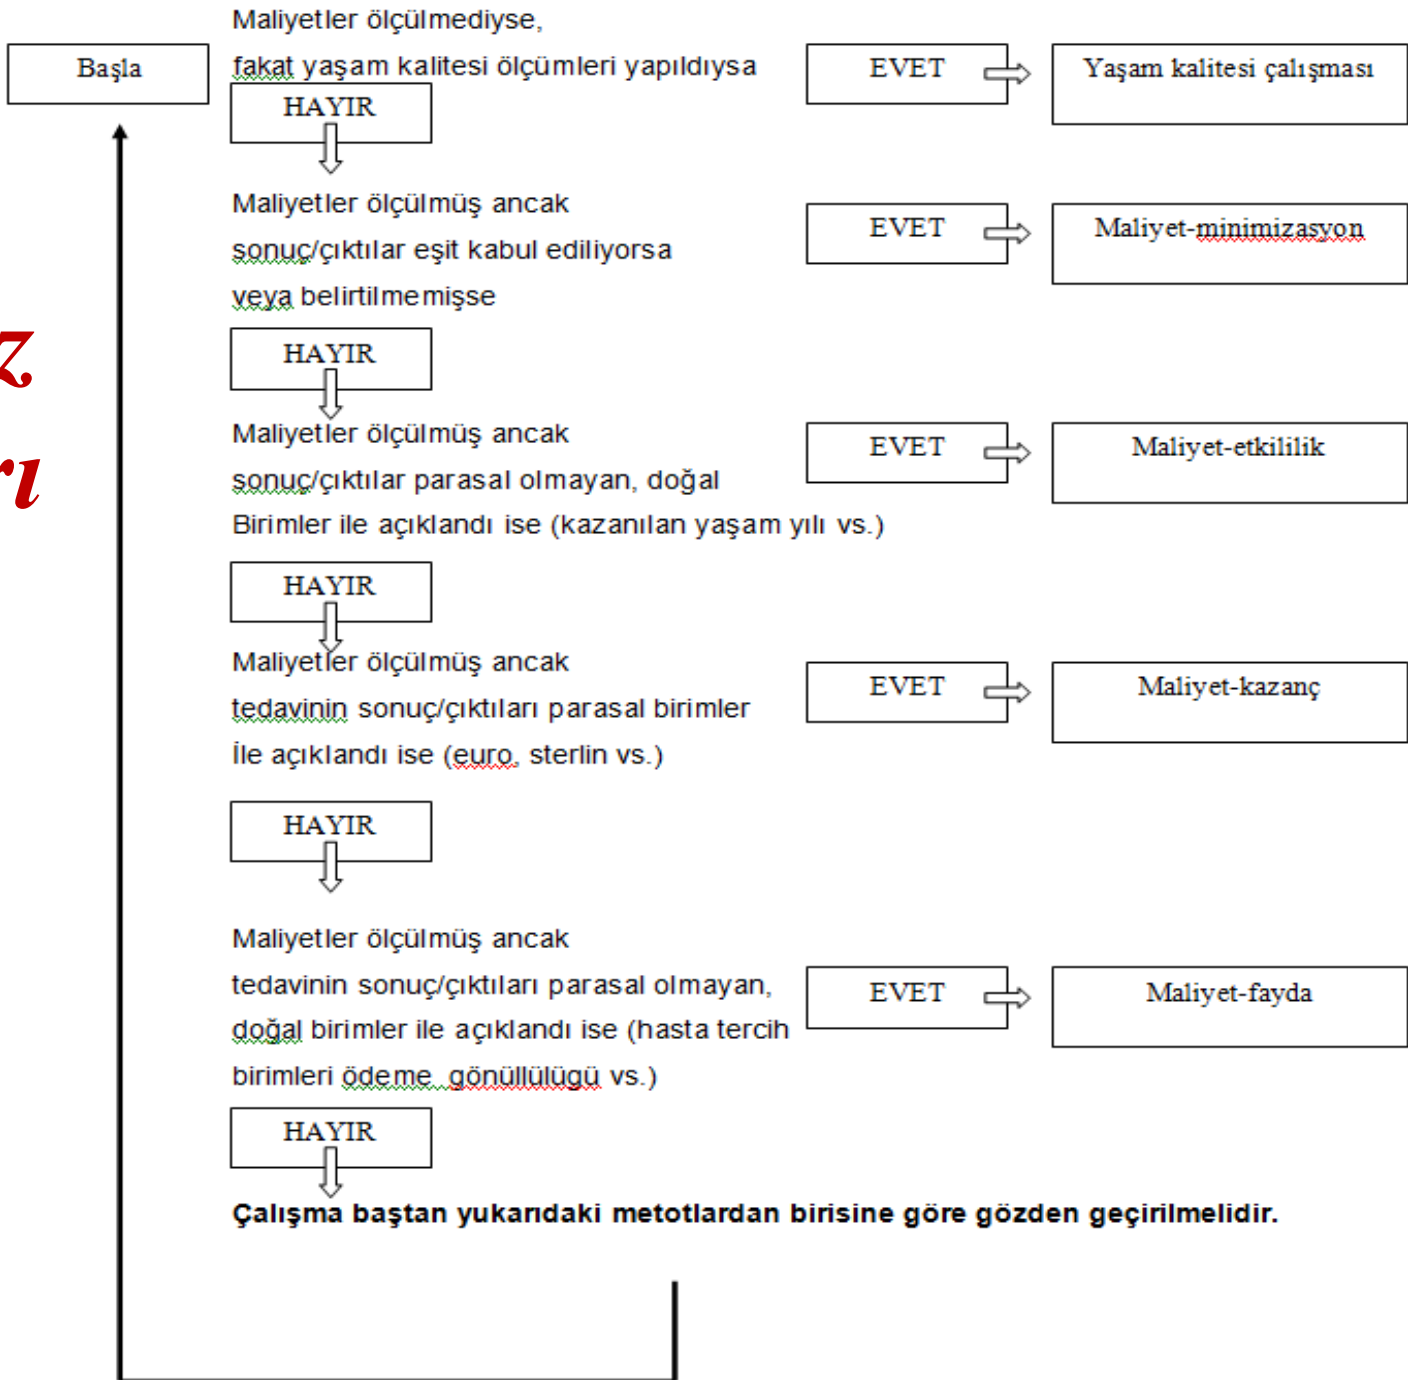 Maliyetler ölçülmediyse,
Başla
fakat yaşam kalitesi ölçümleri yapıldıysa
EVET
Yaşam kalitesi çalışması
HAYIR
Maliyetler ölçülmüş ancak
sonuç/çıktılar eşit kabul ediliyorsa
veya belirtilmemişse
EVET
Maliyet-minimizasyon
HAYIR
z
rı
Maliyetler ölçülmüş ancak
sonuç/çıktılar parasal olmayan, doğal
Birimler ile açıklandı ise (kazanılan yaşam yılı vs.)
EVET
Maliyet-etkililik
HAYIR
Maliyetler ölçülmüş ancak
tedavinin sonuç/çıktıları parasal birimler
İle açıklandı ise (euro, sterlin vs.)
EVET
Maliyet-kazanç
HAYIR
Maliyetler ölçülmüş ancak
tedavinin sonuç/çıktıları parasal olmayan,
doğal birimler ile açıklandı ise (hasta tercih
birimleri ödeme gönüllülügü vs.)
EVET
Maliyet-fayda
HAYIR
Çalışma baştan yukarıdaki metotlardan birisine göre gözden geçirilmelidir.